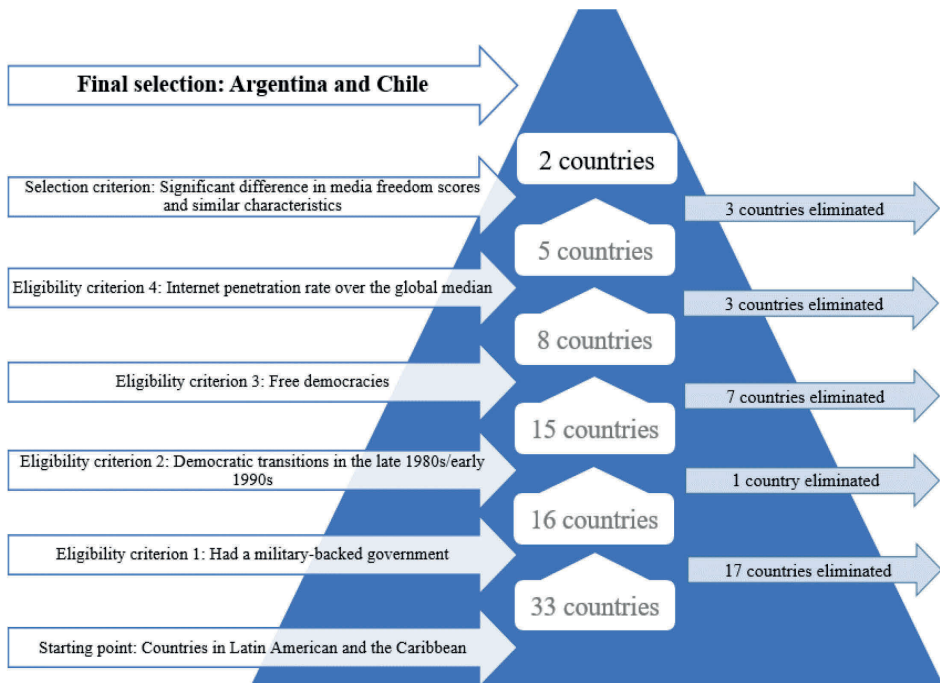 Final selection: Argentina and Chile
2 countries
Selection criterion: Significant difference in media freedom scores
and similar characteristics
3 countries eliminated
5 countries
Eligibility criterion 4: Internet penetration rate over the global median
3 countries eliminated
8 countries
Eligibility criterion 3: Free democracies
7 countries eliminated
15 countries
Eligibility criterion 2: Democratic transitions in the late 1980s/early
1990s
1 country eliminated
16 countries
Eligibility criterion 1: Had a military-backed government
17 countries eliminated
33 countries
Starting point: Countries in Latin American and the Caribbean